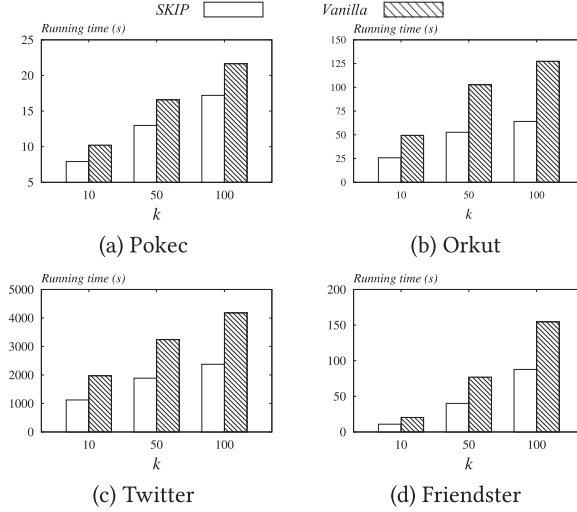 SKIP Vanilla
Running time (s) Running time (s)
25 150
20 125
15 100
10 75
5 50
25
0
10 50 100 10 50 100
k k
(a) Pokec (b) Orkut
Running time (s) Running time (s)
5000 200
4000 150
3000 100
2000 50
1000 0
0
10 50 100 10 50 100
k k
(c) Twitter (d) Friendster